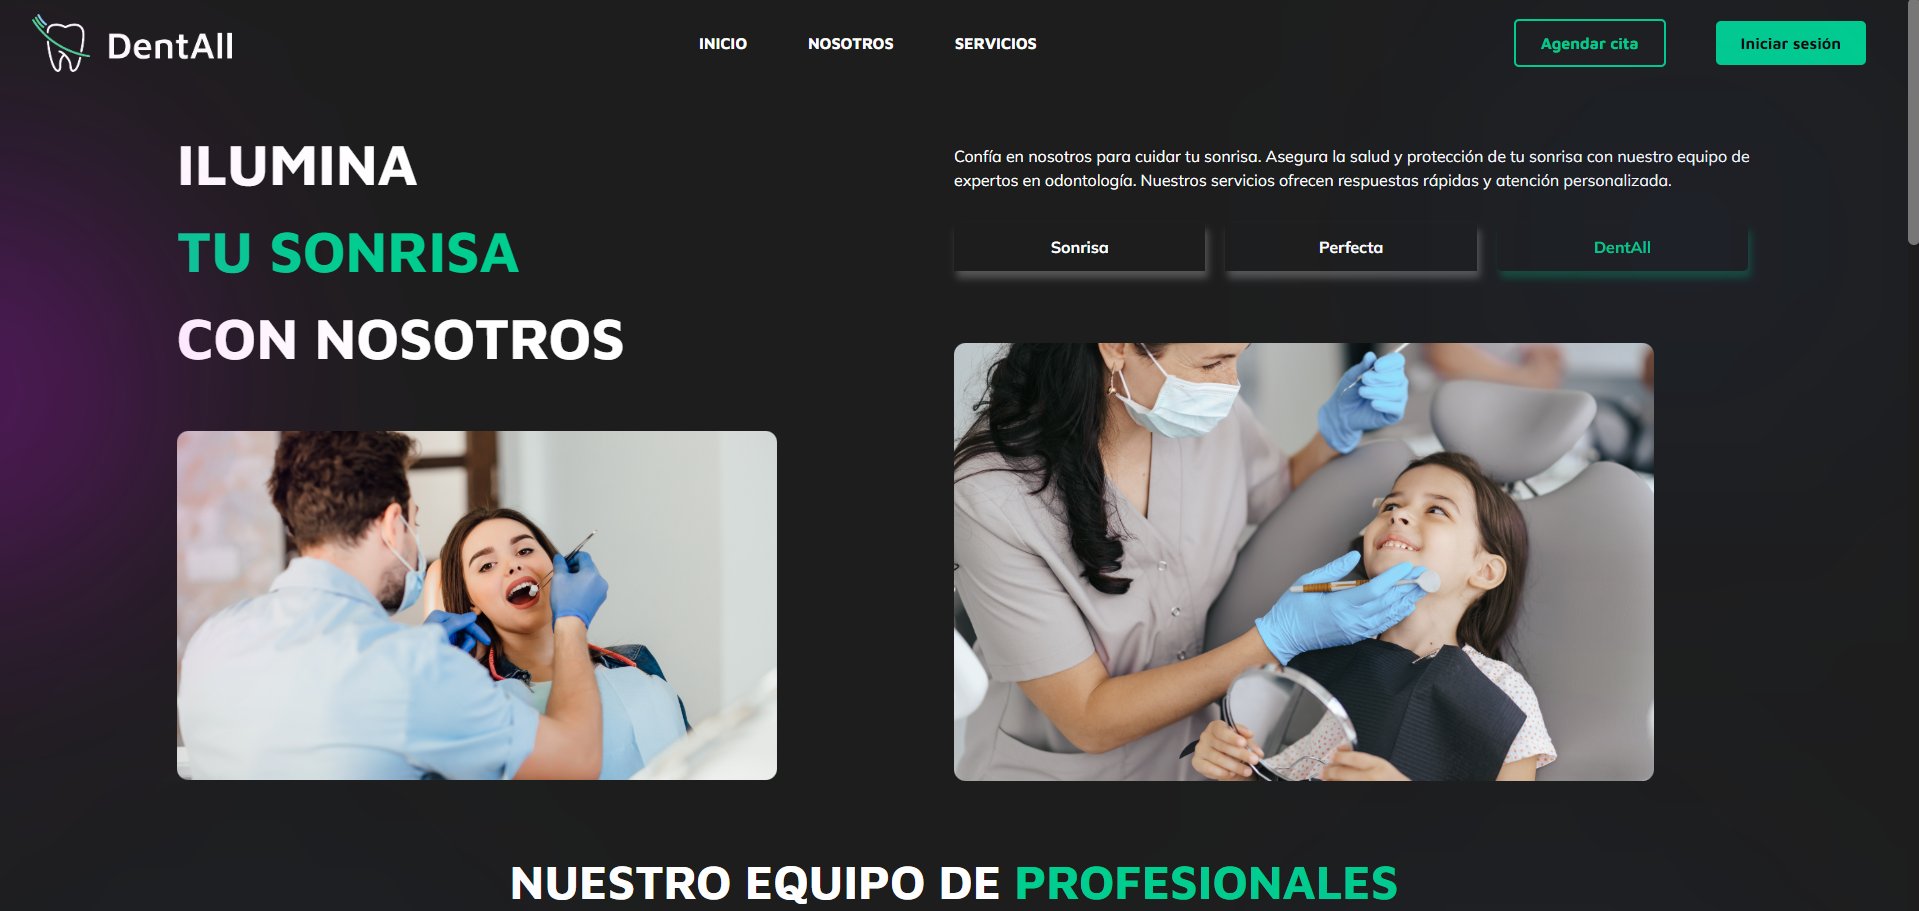 DentAll
INICIO
NOSOTROS
SERVICIOS
Agendar cita
Iniciar sesión
ILUMINA
TU SONRISA
CON NOSOTROS
Confía en nosotros para cuidar tu sonrisa. Asegura la salud y protección de tu sonrisa con nuestro equipo de
expertos en odontología. Nuestros servicios ofrecen respuestas rápidas y atención personalizada.
Sonrisa
Perfecta
DentAll
NUESTRO EQUIPO DE PROFESIONALES